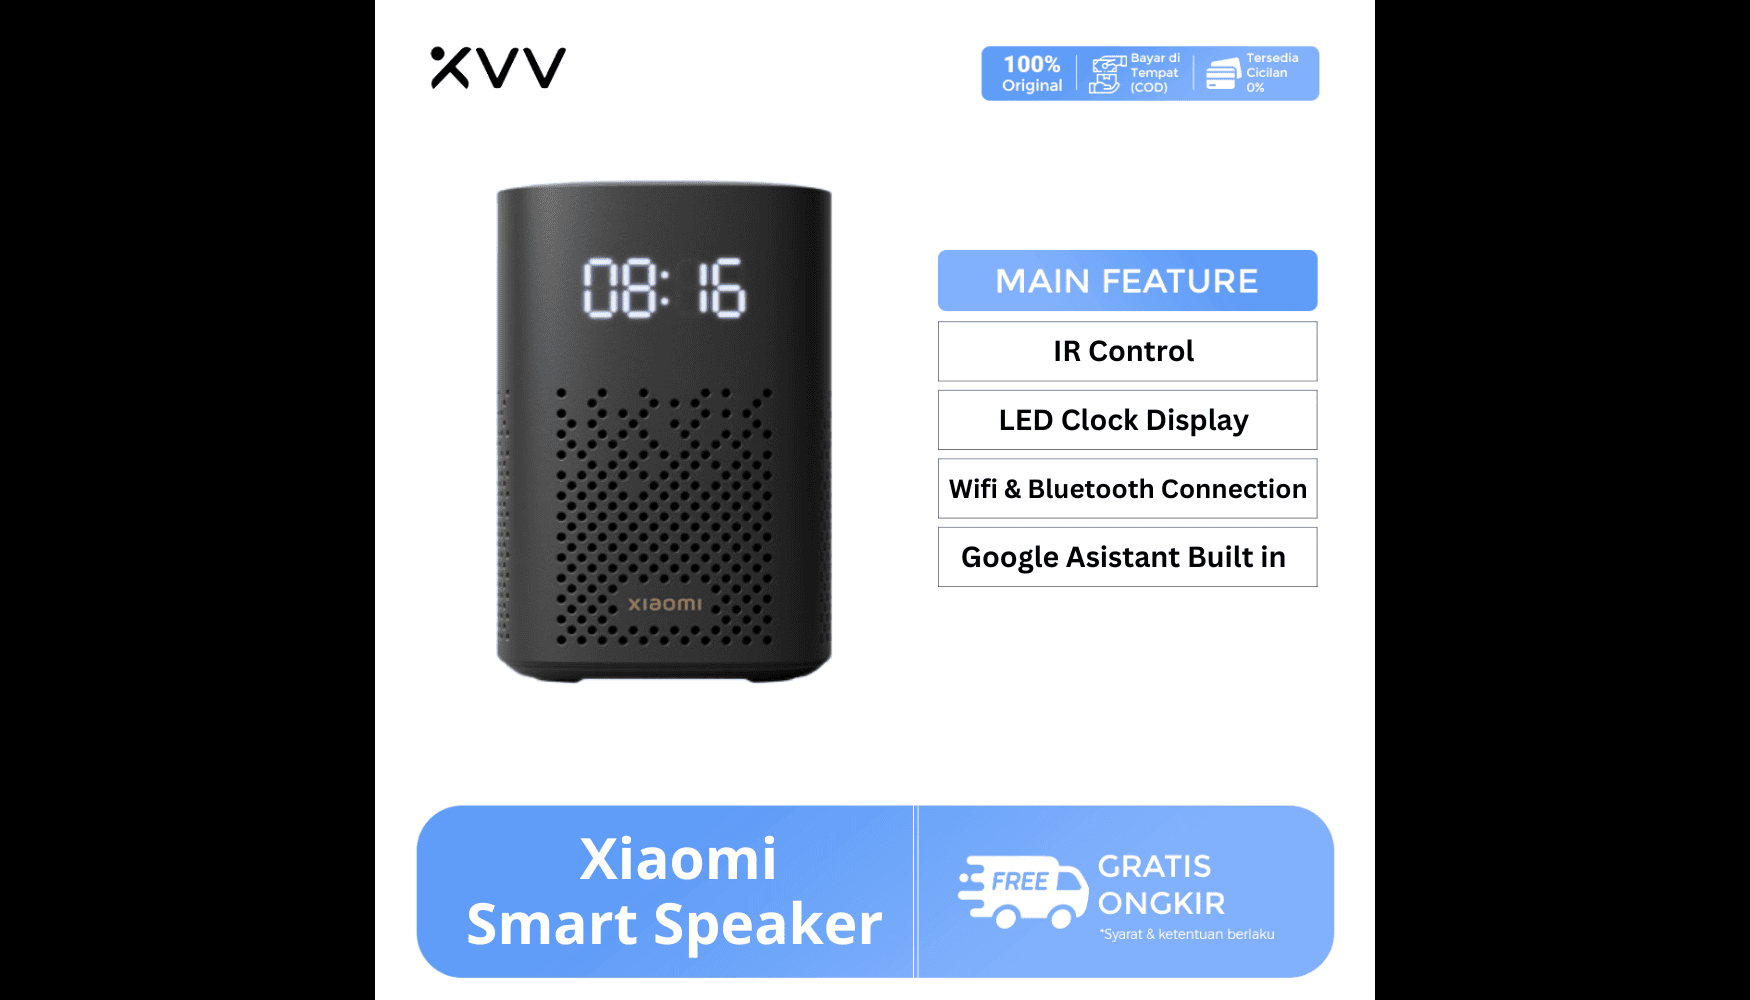 XVV
100%
Original
Bayar di
Tempat
(COD)
Tersedia
Cicilan
0%
08:16
xiaomi
MAIN FEATURE
IR Control
LED Clock Display
Wifi & Bluetooth Connection
Google Asistant Built in
Xiaomi
Smart Speaker
FREE
GRATIS
ONGKIR
*Syarat & ketentuan berlaku